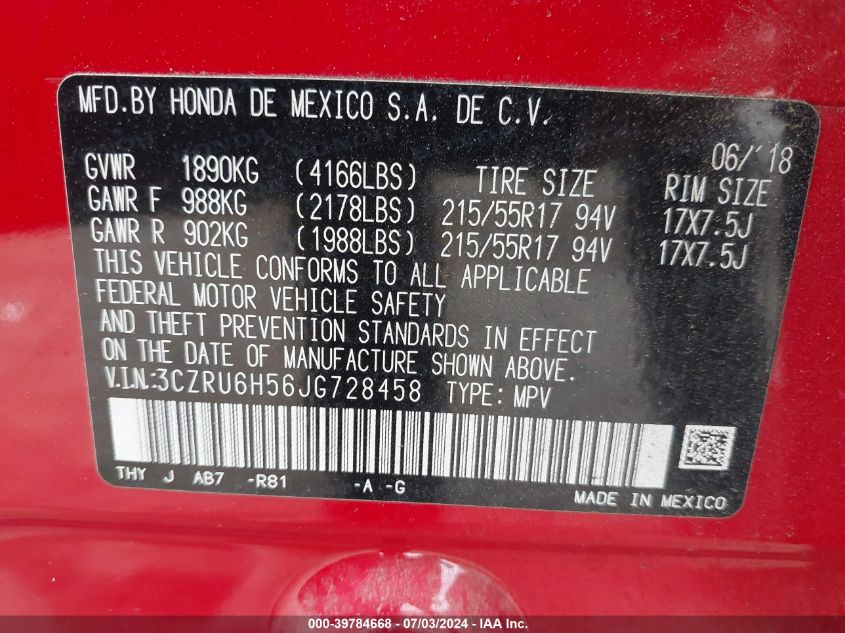 MFD.BY HONDA DE MEXICO S.A. DE C.V.
06/'18
GVWR 1890KG (4166LBS) TIRE SIZE RIM SIZE
GAWR F 988KG (2178LBS) 215/55R17 94V 17X7.5J
GAWR R 902KG (1988LBS) 215/55R17 94V 17X7.5J
THIS VEHICLE CONFORMS TO ALL APPLICABLE
FEDERAL MOTOR VEHICLE SAFETY
AND THEFT PREVENTION STANDARDS IN EFFECT
ON THE DATE OF MANUFACTURE SHOWN ABOVE.
V.I.N.:3CZRU6H56JG728458 TYPE: MPV
THY J AB7 -R81 -A -G
MADE IN MEXICO
000-39784668 - 07/03/2024 - IAA Inc.